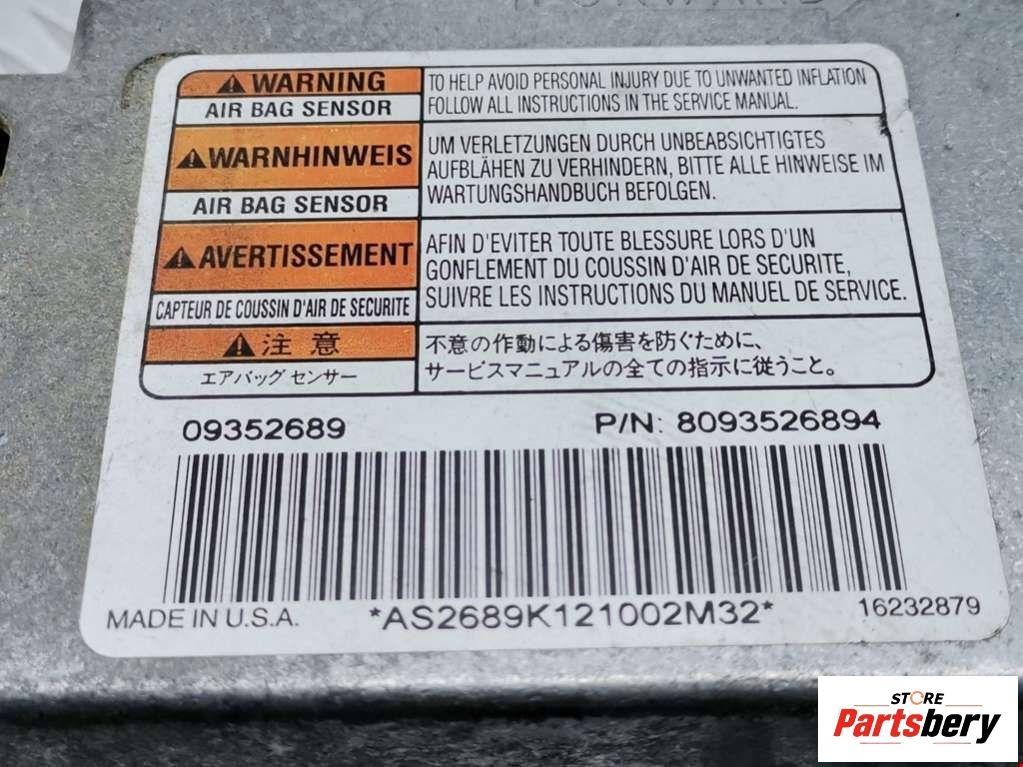 FORWARD
WARNING
AIR BAG SENSOR
TO HELP AVOID PERSONAL INJURY DUE TO UNWANTED INFLATION
FOLLOW ALL INSTRUCTIONS IN THE SERVICE MANUAL.
WARNHINWEIS
AIR BAG SENSOR
UM VERLETZUNGEN DURCH UNBEABSICHTIGTES
AUFBLÄHEN ZU VERHINDERN, BITTE ALLE HINWEISE IM
WARTUNGSHANDBUCH BEFOLGEN.
AVERTISSEMENT
CAPTEUR DE COUSSIN D'AIR DE SECURITE
AFIN D'EVITER TOUTE BLESSURE LORS D'UN
GONFLEMENT DU COUSSIN D'AIR DE SECURITE,
SUIVRE LES INSTRUCTIONS DU MANUEL DE SERVICE.
注 意
エアバッグ センサー
不意の作動による傷害を防ぐために、
サービスマニュアルの全ての指示に従うこと。
09352689 P/N: 8093526894
MADE IN U.S.A. *AS2689K121002M32* 16232879
STORE
Partsbery